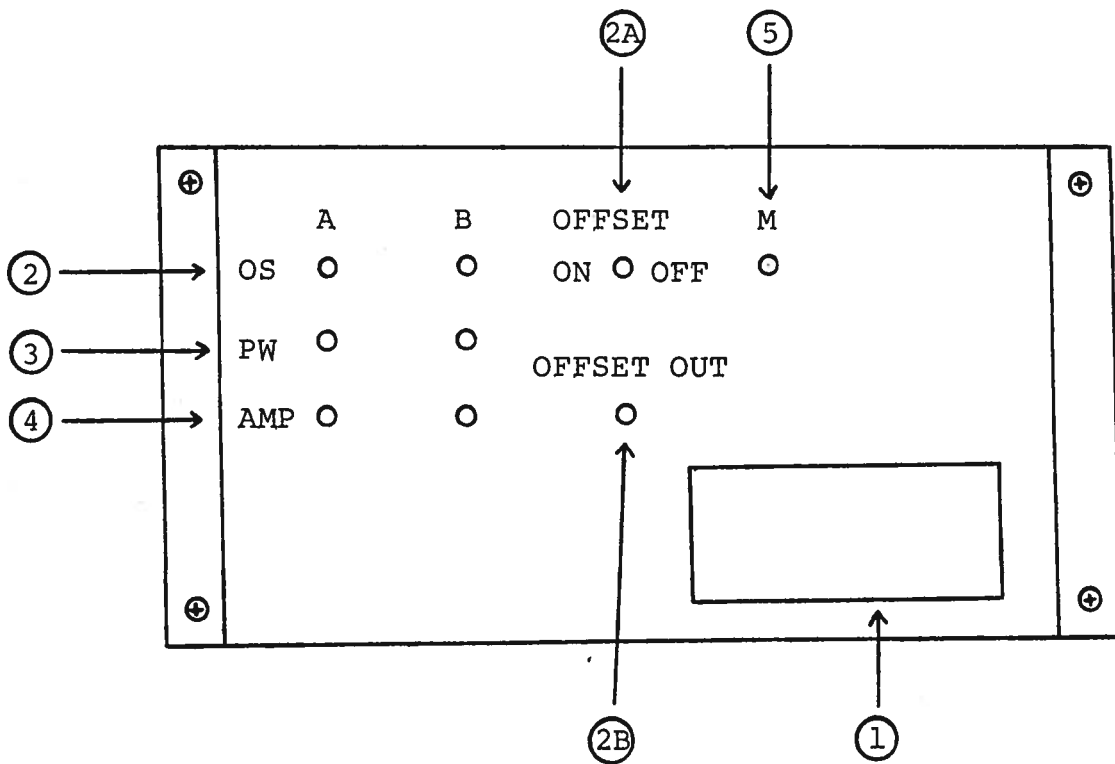 2A 5
A B OFFSET M
2 OS ON OFF
3 PW
OFFSET OUT
4 AMP
2B 1